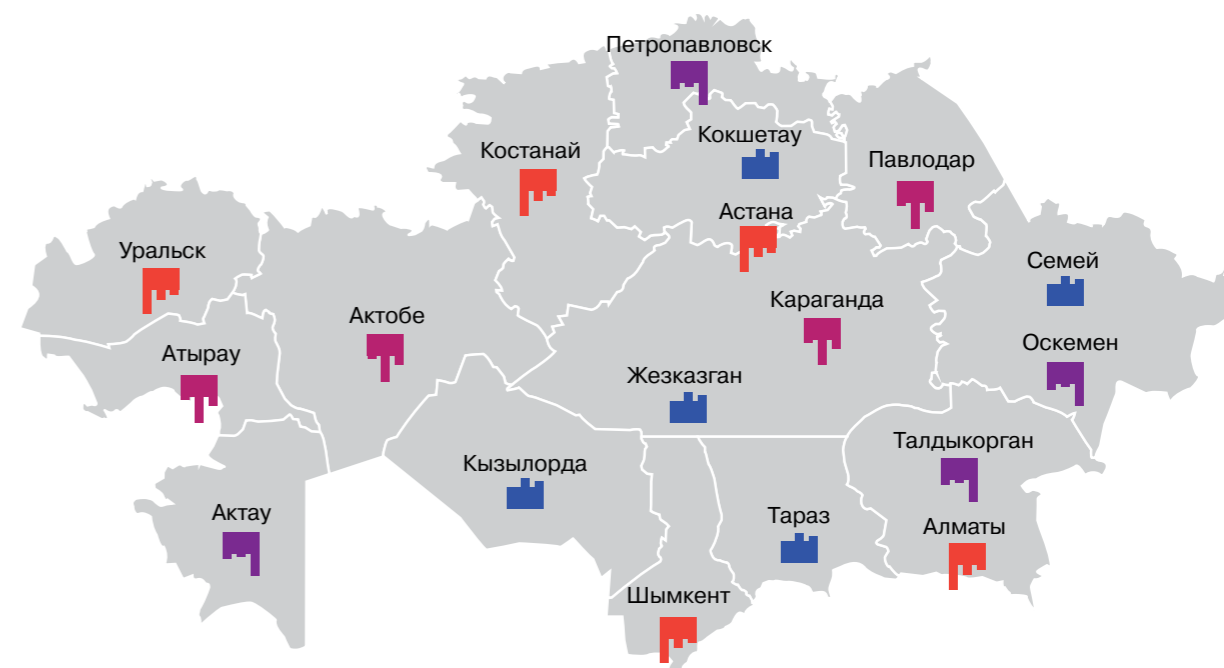 Петропавловск
Кокшетау
Костанай
Павлодар
Астана
Уральск
Семей
Караганда
Актобе
Оскемен
Атырау
Жезказган
Талдыкорган
Кызылорда
Актау
Тараз
Алматы
Шымкент